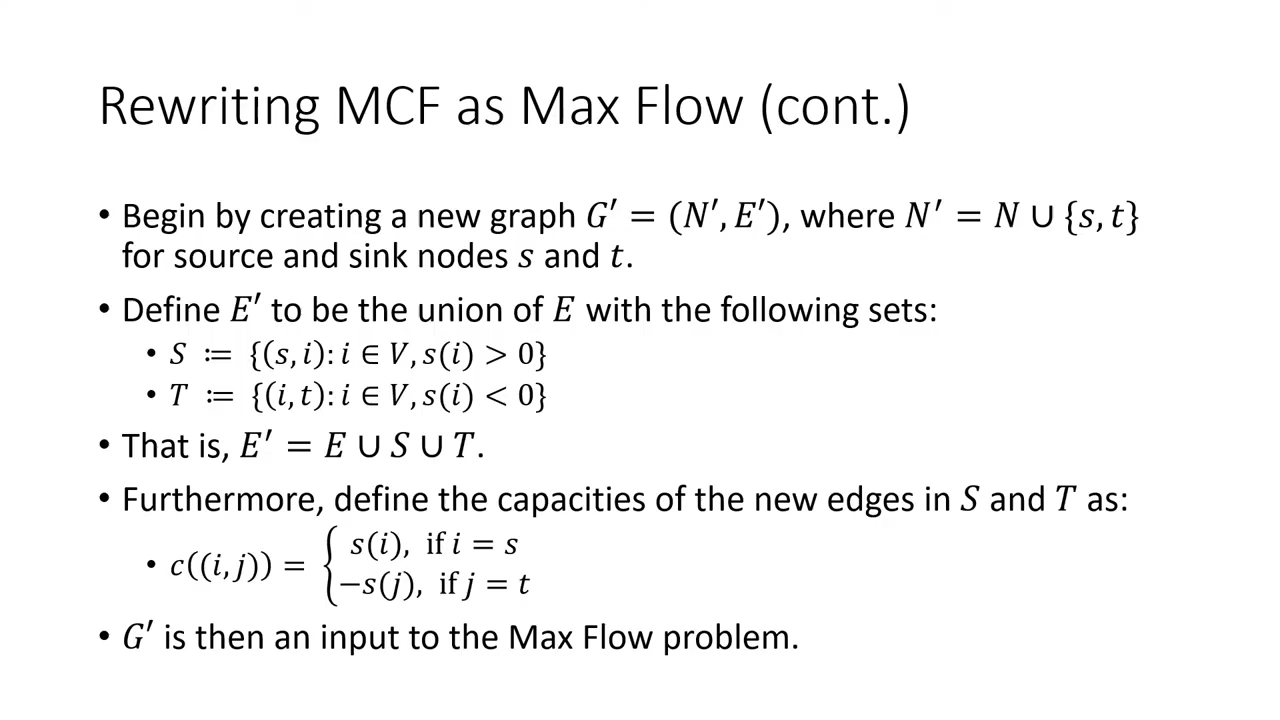 Rewriting MCF as Max Flow (cont.)
• Begin by creating a new graph G′ = (N′, E′), where N′ = N ∪ {s, t}
for source and sink nodes s and t.
• Define E′ to be the union of E with the following sets:
• S ≔ {(s, i): i ∈ V, s(i) > 0}
• T ≔ {(i, t): i ∈ V, s(i) < 0}
• That is, E′ = E ∪ S ∪ T.
• Furthermore, define the capacities of the new edges in S and T as:
• c((i, j)) = { s(i), if i = s
−s(j), if j = t
• G′ is then an input to the Max Flow problem.